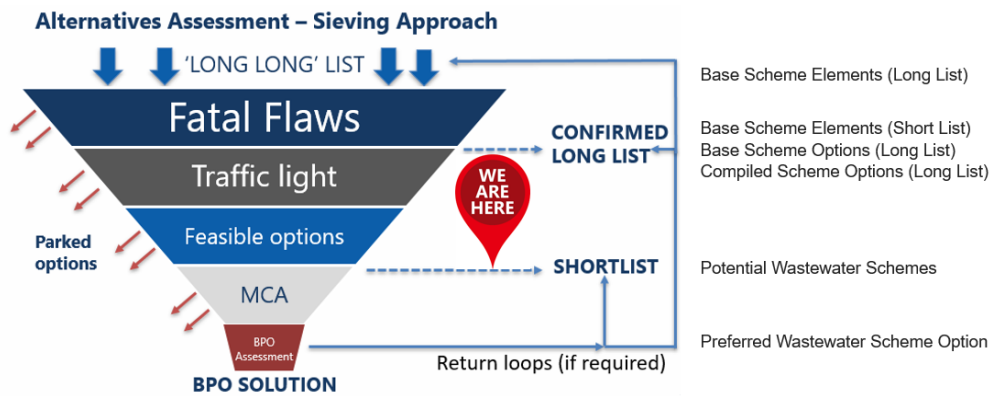 Alternatives Assessment – Sieving Approach
‘LONG LONG’ LIST
Base Scheme Elements (Long List)
Fatal Flaws
CONFIRMED
LONG LIST
Base Scheme Elements (Short List)
Base Scheme Options (Long List)
Compiled Scheme Options (Long List)
Traffic light
WE
ARE
HERE
Feasible options
Parked
options
SHORTLIST
Potential Wastewater Schemes
MCA
BPO
Assessment
Return loops (if required)
Preferred Wastewater Scheme Option
BPO SOLUTION